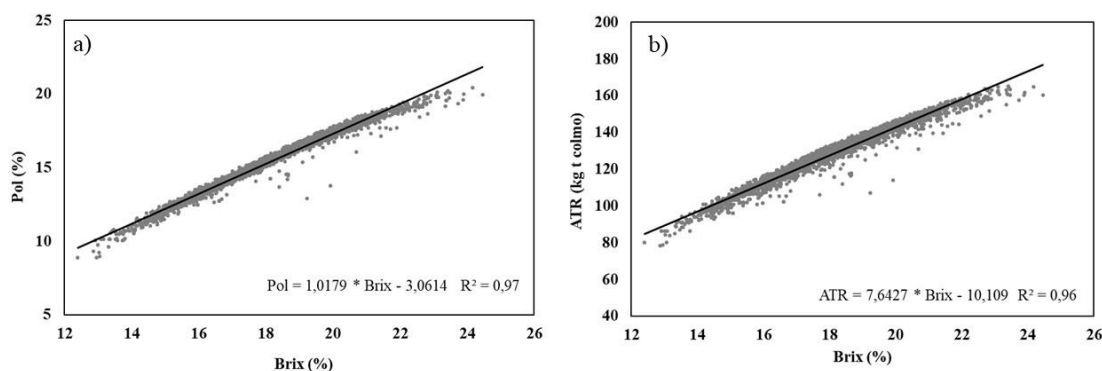 a)
Pol (%)
25
20
15
10
5
Pol = 1,0179 * Brix - 3,0614 R² = 0,97
12 14 16 18 20 22 24 26
Brix (%)
b)
ATR (kg t colmo)
200
180
160
140
120
100
80
60
40
ATR = 7,6427 * Brix - 10,109 R² = 0,96
12 14 16 18 20 22 24 26
Brix (%)